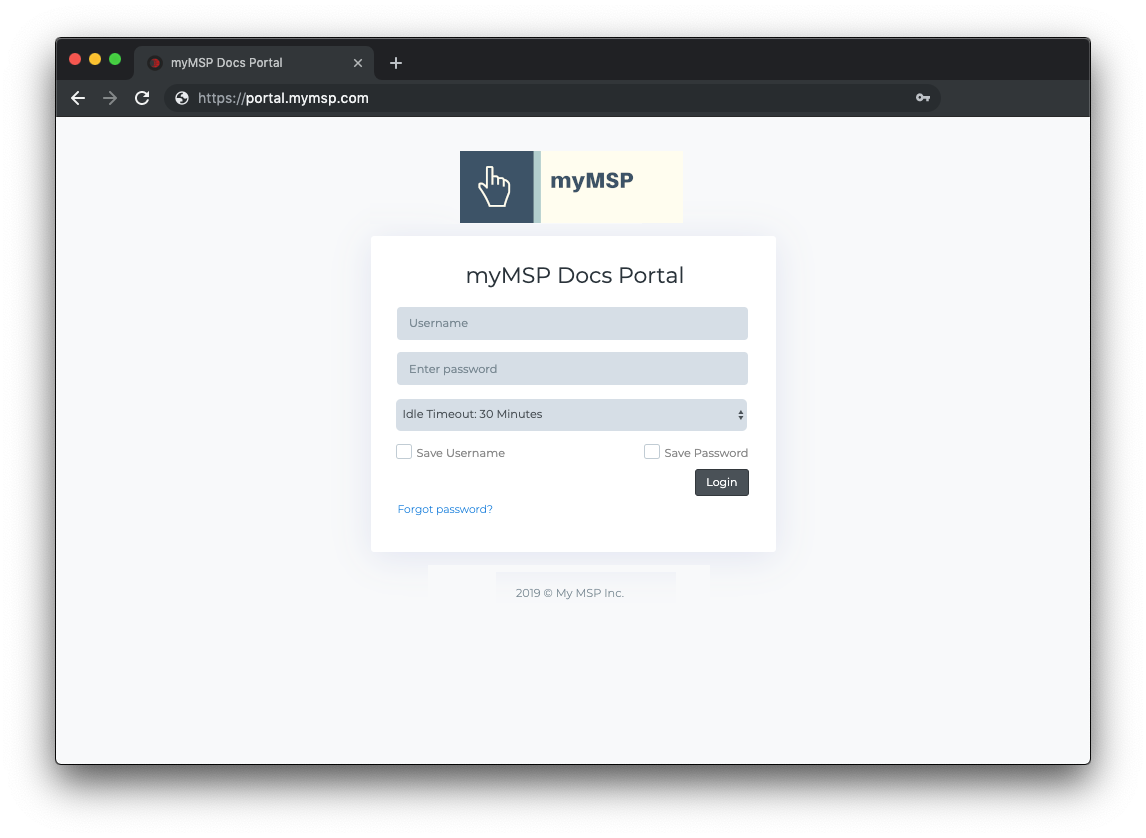 myMSP Docs Portal
https://portal.mymsp.com
myMSP
myMSP Docs Portal
Username
Enter password
Idle Timeout: 30 Minutes
Save Username Save Password
Login
Forgot password?
2019 © My MSP Inc.